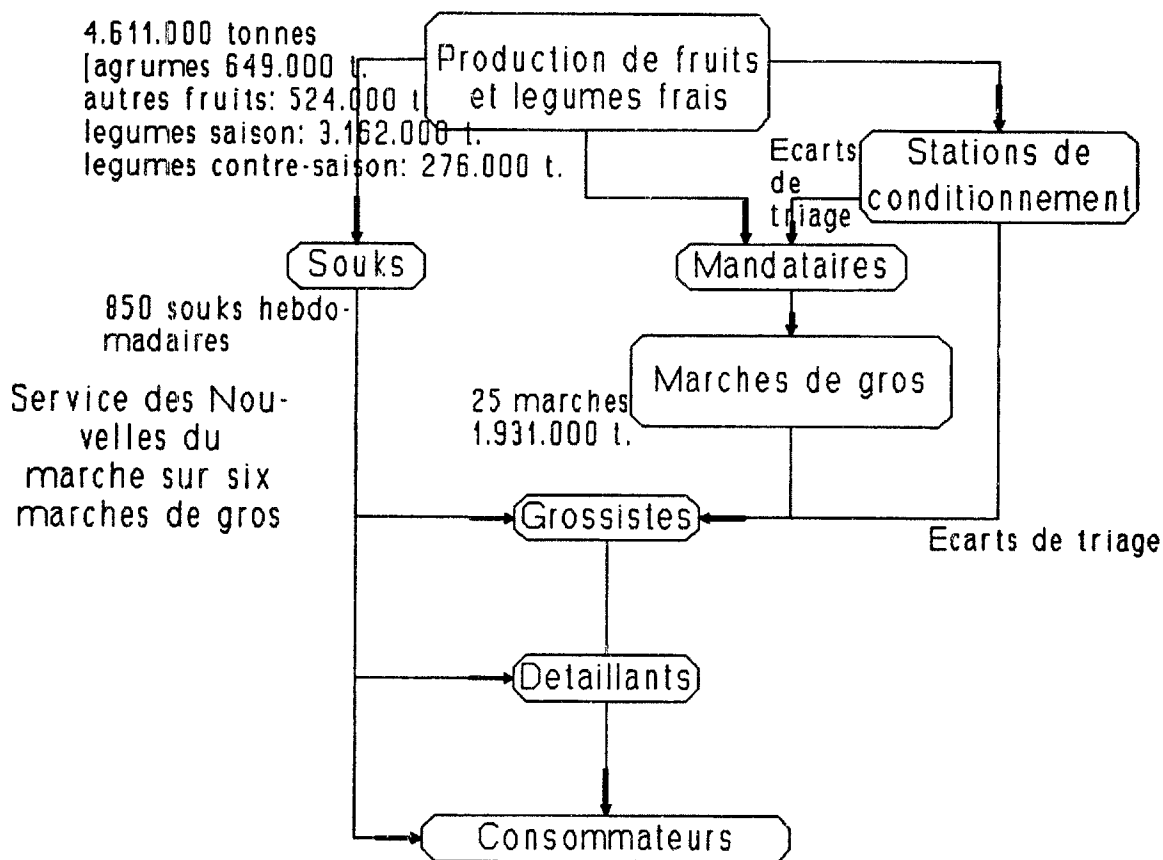 4.611.000 tonnes
[agrumes 649.000 t.
autres fruits: 524.000 t
legumes saison: 3.162.000 t.
legumes contre-saison: 276.000 t.
Production de fruits
et legumes frais
Ecarts
de
triage
Stations de
conditionnement
Souks
Mandataires
850 souks hebdo-
madaires
Marches de gros
25 marches
1.931.000 t.
Service des Nou-
velles du
marche sur six
marches de gros
Grossistes
Ecarts de triage
Detaillants
Consommateurs